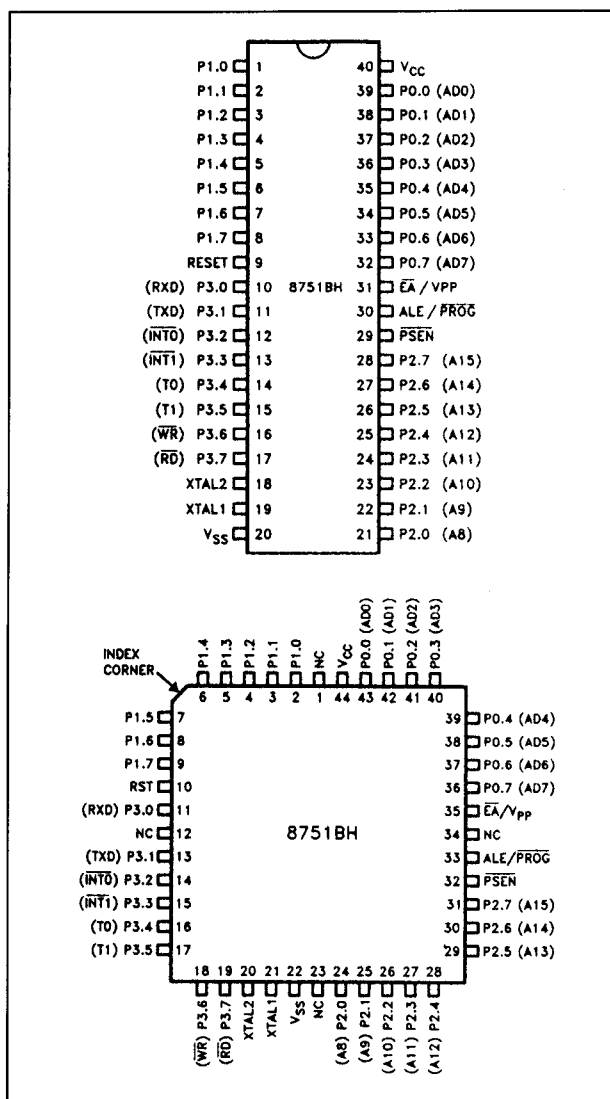 P1.0 1 40 VCC
P1.1 2 39 P0.0 (AD0)
P1.2 3 38 P0.1 (AD1)
P1.3 4 37 P0.2 (AD2)
P1.4 5 36 P0.3 (AD3)
P1.5 6 35 P0.4 (AD4)
P1.6 7 34 P0.5 (AD5)
P1.7 8 33 P0.6 (AD6)
RESET 9 32 P0.7 (AD7)
(RXD) P3.0 10 8751BH 31 E̅A̅ / VPP
(TXD) P3.1 11 30 ALE / P̅R̅O̅G̅
(I̅N̅T̅0̅) P3.2 12 29 P̅S̅E̅N̅
(I̅N̅T̅1̅) P3.3 13 28 P2.7 (A15)
(T0) P3.4 14 27 P2.6 (A14)
(T1) P3.5 15 26 P2.5 (A13)
(W̅R̅) P3.6 16 25 P2.4 (A12)
(R̅D̅) P3.7 17 24 P2.3 (A11)
XTAL2 18 23 P2.2 (A10)
XTAL1 19 22 P2.1 (A9)
VSS 20 21 P2.0 (A8)
INDEX
CORNER
P1.4 P1.3 P1.2 P1.1 P1.0 NC VCC P0.0 (AD0) P0.1 (AD1) P0.2 (AD2) P0.3 (AD3)
6 5 4 3 2 1 44 43 42 41 40
P1.5 7 39 P0.4 (AD4)
P1.6 8 38 P0.5 (AD5)
P1.7 9 37 P0.6 (AD6)
RST 10 36 P0.7 (AD7)
(RXD) P3.0 11 35 E̅A̅/VPP
NC 12 8751BH 34 NC
(TXD) P3.1 13 33 ALE/P̅R̅O̅G̅
(I̅N̅T̅0̅) P3.2 14 32 P̅S̅E̅N̅
(I̅N̅T̅1̅) P3.3 15 31 P2.7 (A15)
(T0) P3.4 16 30 P2.6 (A14)
(T1) P3.5 17 29 P2.5 (A13)
18 19 20 21 22 23 24 25 26 27 28
(W̅R̅) P3.6 (R̅D̅) P3.7 XTAL2 XTAL1 VSS NC (A8) P2.0 (A9) P2.1 (A10) P2.2 (A11) P2.3 (A12) P2.4